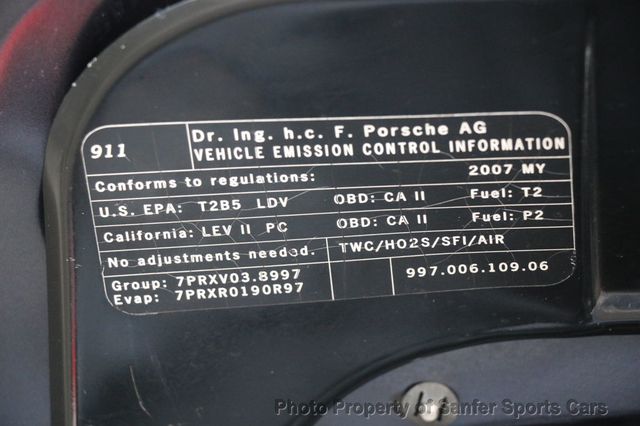 911 Dr. Ing. h.c. F. Porsche AG
VEHICLE EMISSION CONTROL INFORMATION
Conforms to regulations: 2007 MY
U.S. EPA: T2B5 LDV OBD: CA II Fuel: T2
California: LEV II PC OBD: CA II Fuel: P2
No adjustments needed. TWC/HO2S/SFI/AIR
Group: 7PRXV03.8997 997.006.109.06
Evap: 7PRXR0190R97
Photo Property of Sanfer Sports Cars